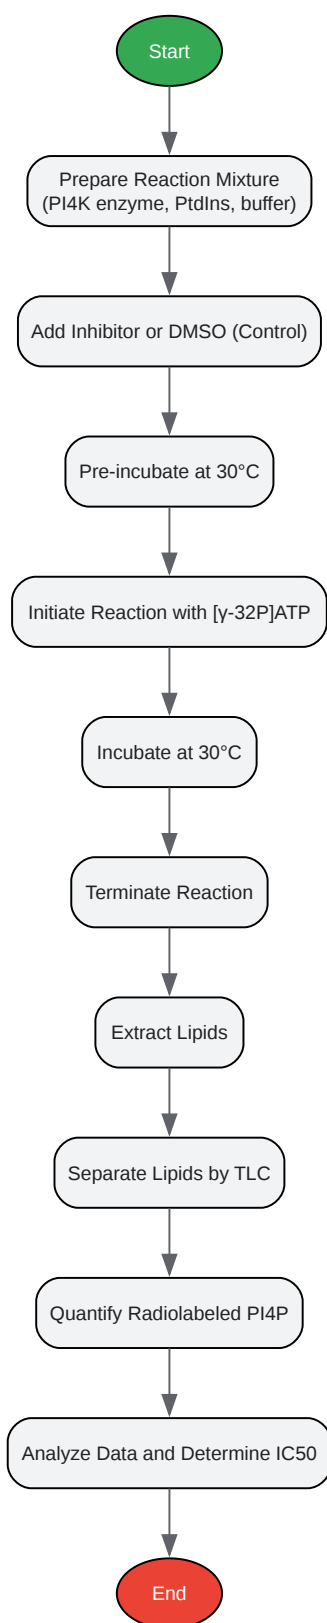 Start
Prepare Reaction Mixture
(PI4K enzyme, PtdIns, buffer)
Add Inhibitor or DMSO (Control)
Pre-incubate at 30°C
Initiate Reaction with [γ-32P]ATP
Incubate at 30°C
Terminate Reaction
Extract Lipids
Separate Lipids by TLC
Quantify Radiolabeled PI4P
Analyze Data and Determine IC50
End